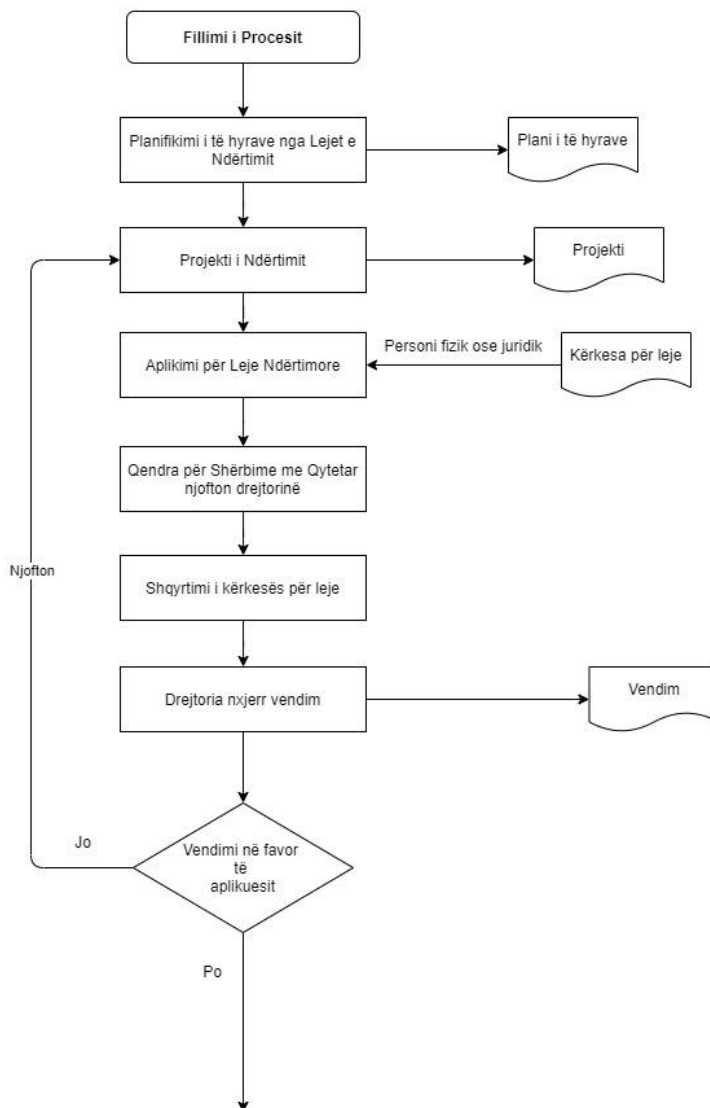 Fillimi i Procesit
Planifikimi i të hyrave nga Lejet e
Ndërtimit
Plani i të hyrave
Projekti i Ndërtimit
Projekti
Aplikimi për Leje Ndërtimore
Personi fizik ose juridik
Kërkesa për leje
Qendra për Shërbime me Qytetar
njofton drejtorinë
Njofton
Shqyrtimi i kërkesës për leje
Drejtoria nxjerr vendim
Vendim
Jo
Vendimi në favor
të
aplikuesit
Po